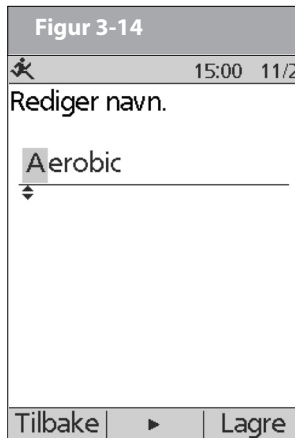 Figur 3-14
15:00 11/2
Rediger navn.
Aerobic
Tilbake ► Lagre